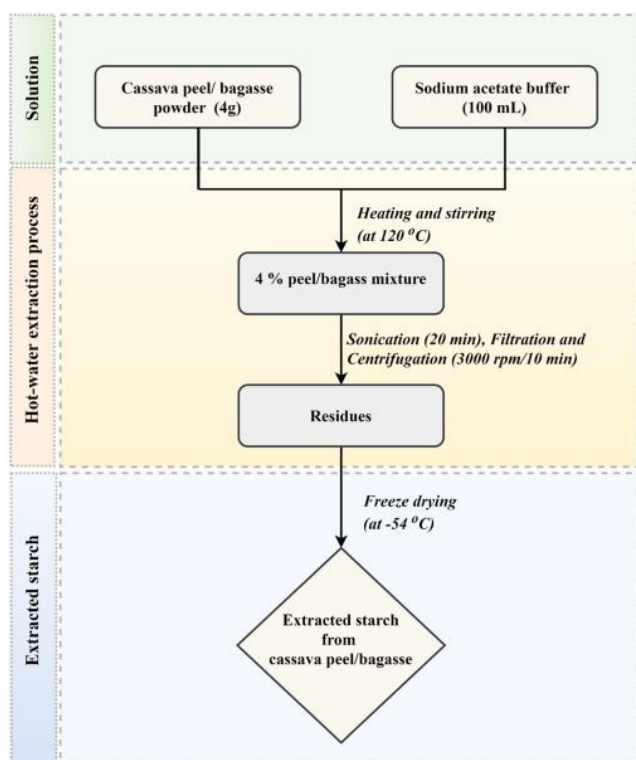 Solution
Cassava peel/ bagasse
powder (4g)
Sodium acetate buffer
(100 mL)
Hot-water extraction process
Heating and stirring
(at 120 °C)
4 % peel/bagass mixture
Sonication (20 min), Filtration and
Centrifugation (3000 rpm/10 min)
Residues
Extracted starch
Freeze drying
(at -54 °C)
Extracted starch
from
cassava peel/bagasse